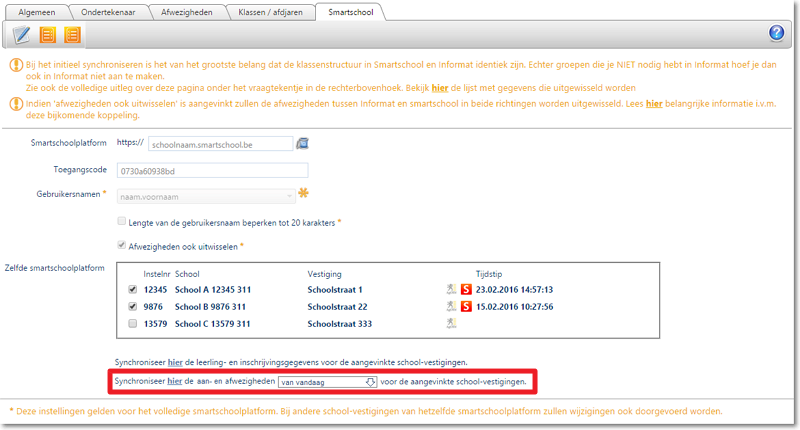 Algemeen Ondertekenaar Afwezigheden Klassen / afdjaren Smartschool
Bij het initieel synchroniseren is het van het grootste belang dat de klassenstructuur in Smartschool en Informat identiek zijn. Echter groepen die je NIET nodig hebt in Informat hoef je dan
ook in Informat niet aan te maken.
Zie ook de volledige uitleg over deze pagina onder het vraagtekentje in de rechterbovenhoek. Bekijk hier de lijst met gegevens die uitgewisseld worden
Indien 'afwezigheden ook uitwisselen' is aangevinkt zullen de afwezigheden tussen Informat en smartschool in beide richtingen worden uitgewisseld. Lees hier belangrijke informatie i.v.m.
deze bijkomende koppeling.
Smartschoolplatform https:// schoolnaam.smartschool.be
Toegangscode 0730a60938bd
Gebruikersnamen * naam.voornaam
Lengte van de gebruikersnaam beperken tot 20 karakters *
Afwezigheden ook uitwisselen *
Zelfde smartschoolplatform
Instelnr School Vestiging Tijdstip
12345 School A 12345 311 Schoolstraat 1 S 23.02.2016 14:57:13
9876 School B 9876 311 Schoolstraat 22 S 15.02.2016 10:27:56
13579 School C 13579 311 Schoolstraat 333
Synchroniseer hier de leerling- en inschrijvingsgegevens voor de aangevinkte school-vestigingen.
Synchroniseer hier de aan- en afwezigheden van vandaag voor de aangevinkte school-vestigingen.
* Deze instellingen gelden voor het volledige smartschoolplatform. Bij andere school-vestigingen van hetzelfde smartschoolplatform zullen wijzigingen ook doorgevoerd worden.